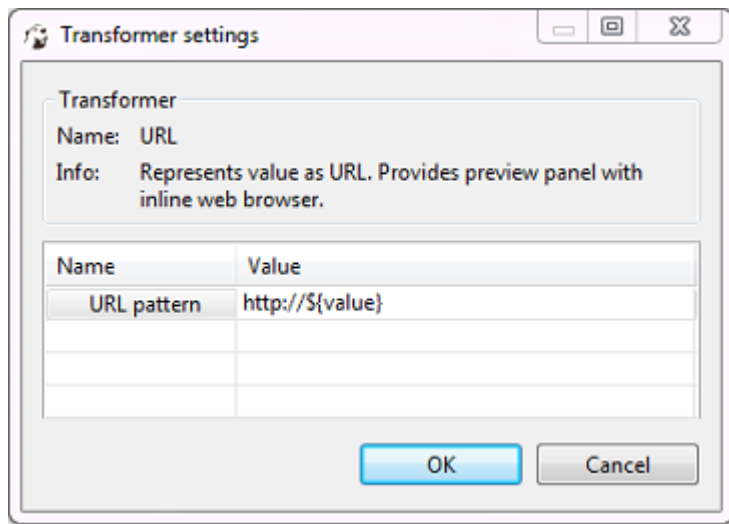 Transformer settings
Transformer
Name: URL
Info: Represents value as URL. Provides preview panel with
inline web browser.
Name Value
URL pattern http://${value}
OK Cancel